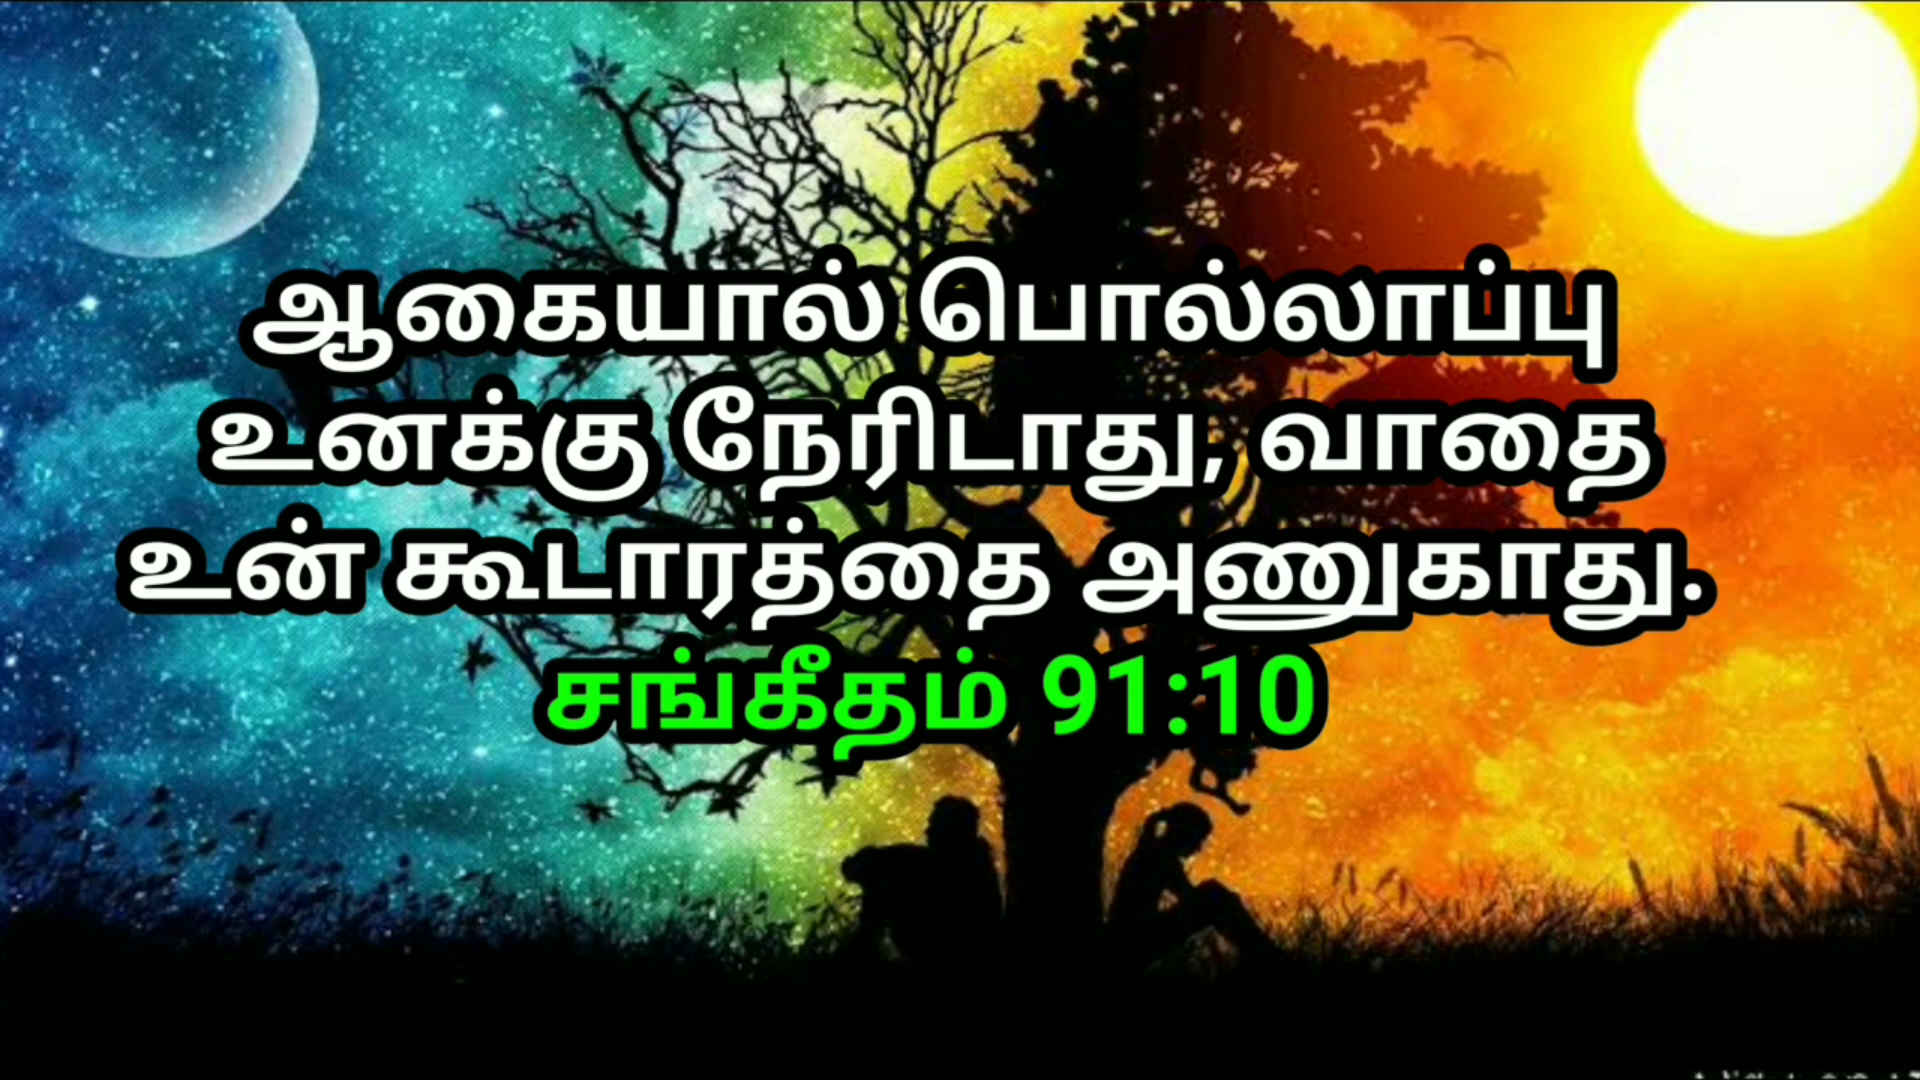 ஆகையால் பொல்லாப்பு
உனக்கு நேரிடாது, வாதை
உன் கூடாரத்தை அணுகாது.
சங்கீதம் 91:10